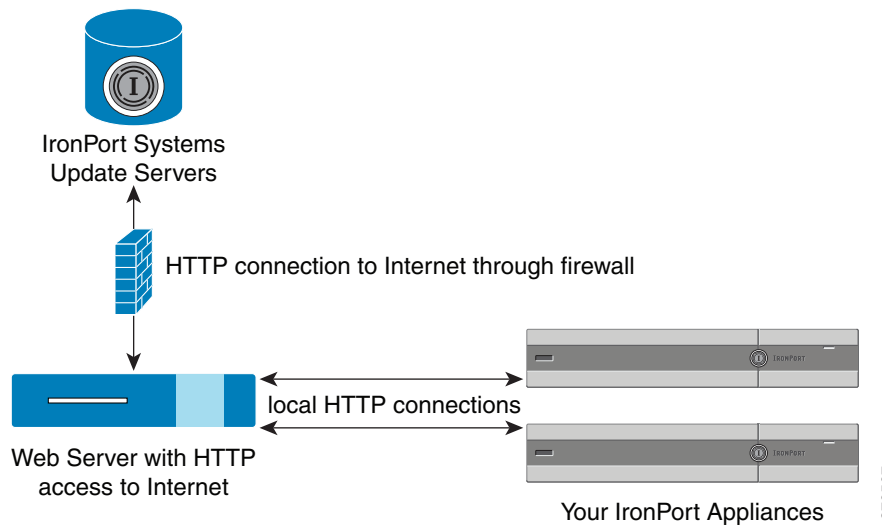 I
IronPort Systems
Update Servers
HTTP connection to Internet through firewall
IRONPORT
local HTTP connections
IRONPORT
Web Server with HTTP
access to Internet
Your IronPort Appliances